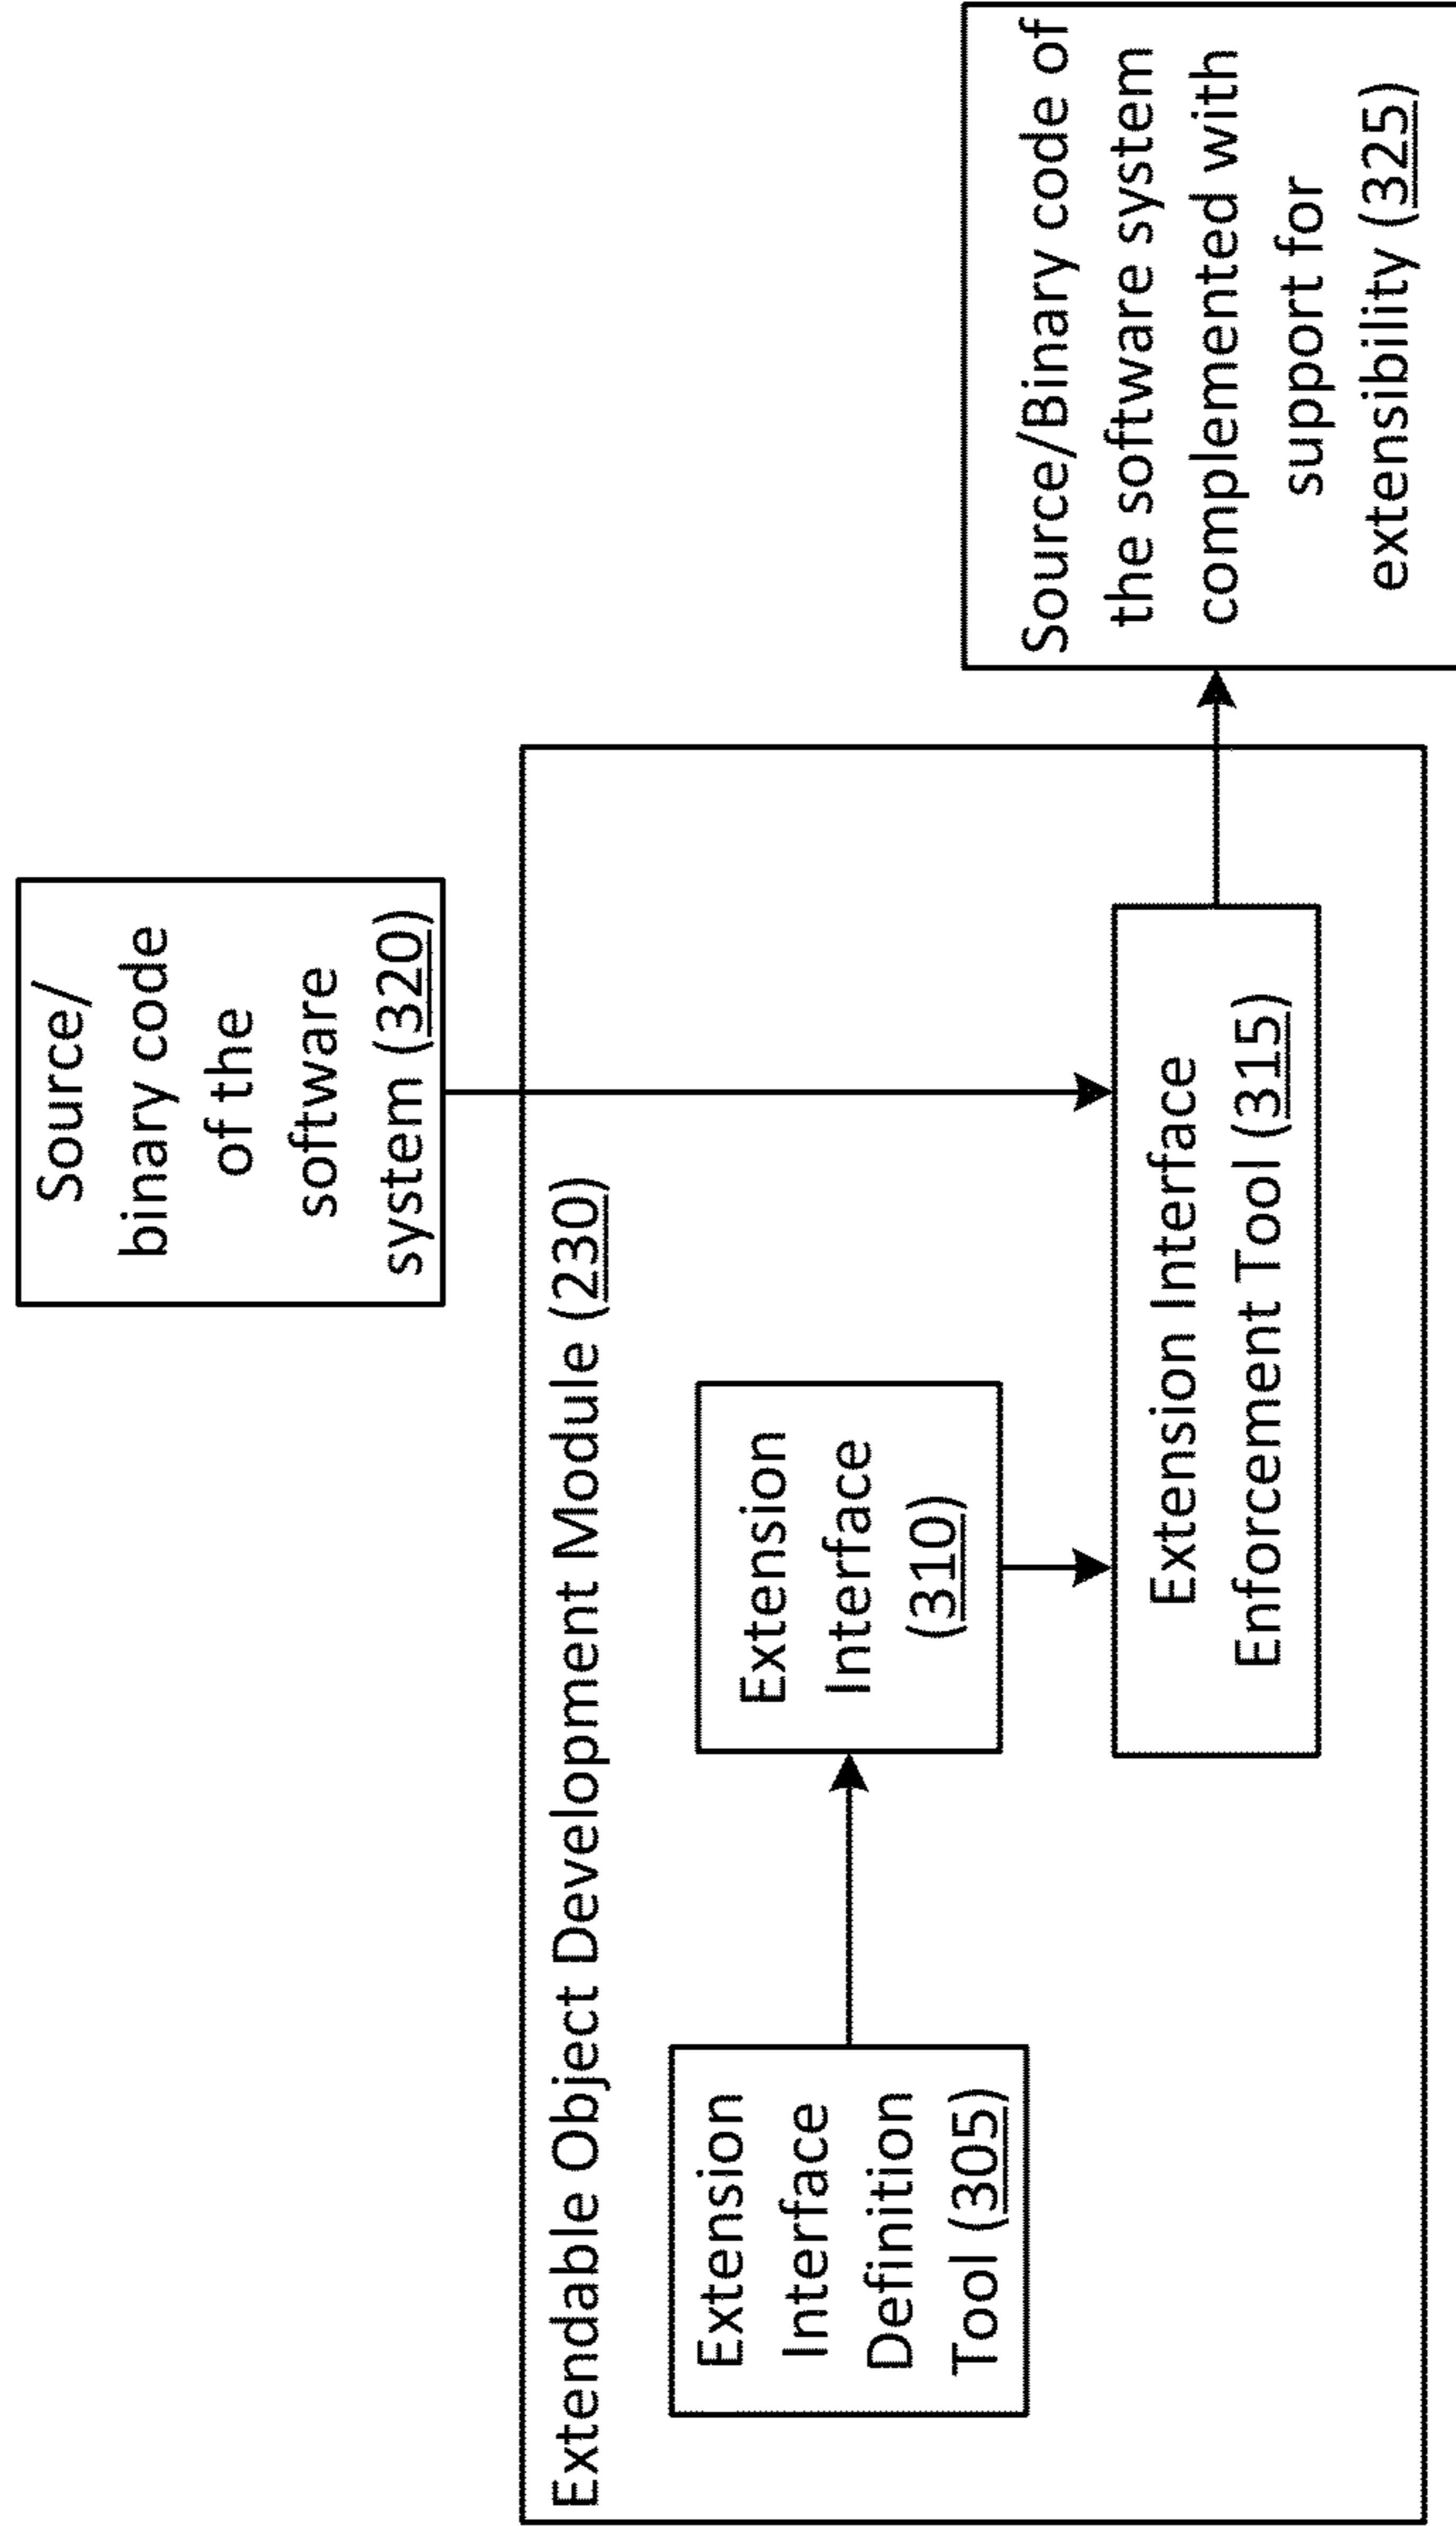 Source/
binary code
of the
software
system (320)
Extendable Object Development Module (230)
Extension
Interface
Definition
Tool (305)
Extension
Interface
(310)
Extension Interface
Enforcement Tool (315)
Source/Binary code of
the software system
complemented with
support for
extensibility (325)